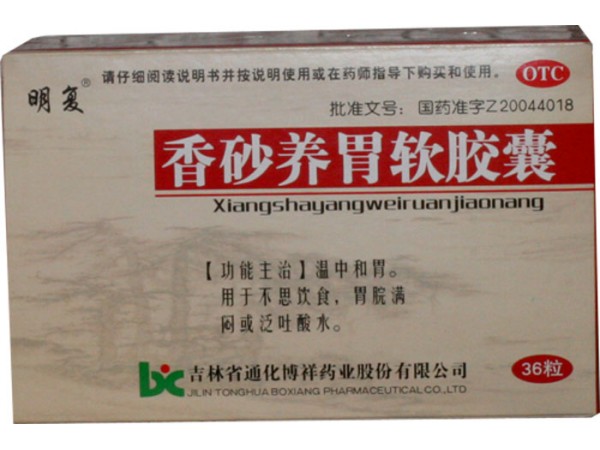 请仔细阅读说明书并按说明使用或在药师指导下购买和使用。
OTC
明复®
批准文号：国药准字Z20044018
香砂养胃软胶囊
Xiangshayangweiruanjiaonang
【功能主治】温中和胃。
用于不思饮食，胃脘满
闷或泛吐酸水。
bc 吉林省通化博祥药业股份有限公司
JILIN TONGHUA BOXIANG PHARMACEUTICAL CO.,LTD.
36粒